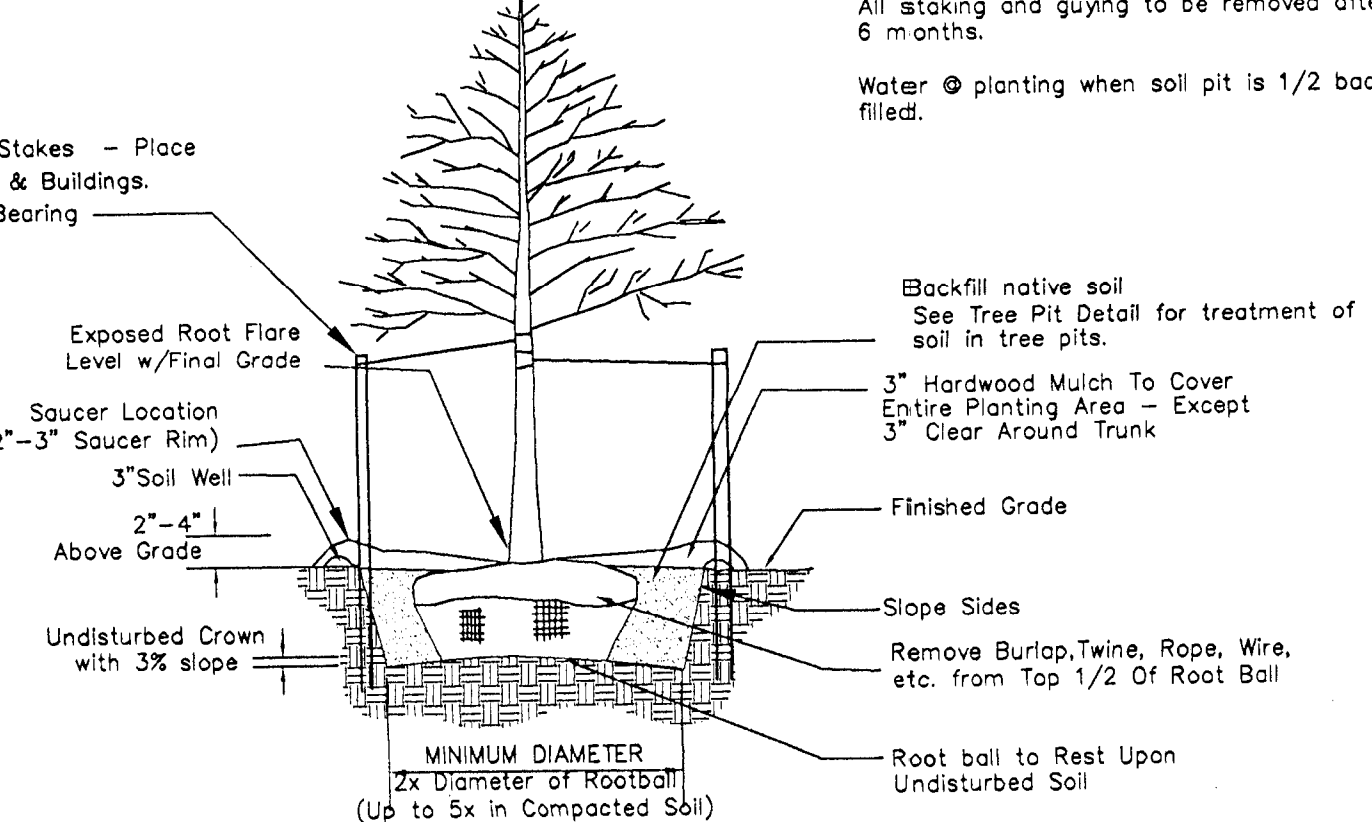 All staking and guying to be removed
6 months.
Water @ planting when soil pit is 1/2
filled.
Stakes - Place
& Buildings.
Bearing
Exposed Root Flare
Level w/Final Grade
Saucer Location
2"-3" Saucer Rim)
3"Soil Well
2"-4"
Above Grade
Undisturbed Crown
with 3% slope
Backfill native soil
See Tree Pit Detail for treatment of
soil in tree pits.
3" Hardwood Mulch To Cover
Entire Planting Area - Except
3" Clear Around Trunk
Finished Grade
Slope Sides
Remove Burlap,Twine, Rope, Wire,
etc. from Top 1/2 Of Root Ball
Root ball to Rest Upon
Undisturbed Soil
MINIMUM DIAMETER
2x Diameter of Rootball
(Up to 5x in Compacted Soil)